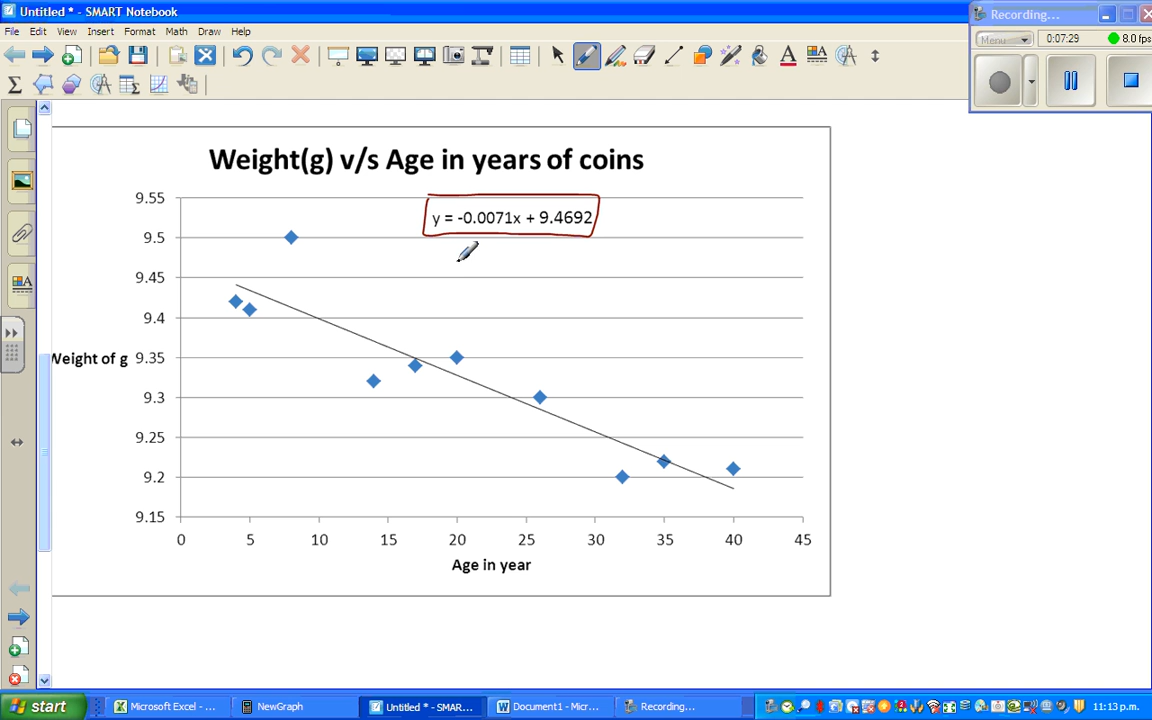 Untitled * - SMART Notebook
Recording...
File Edit View Insert Format Math Draw Help
Menu
0:07:29
8.0 fps
Weight(g) v/s Age in years of coins
y = -0.0071x + 9.4692
9.55
9.5
9.45
9.4
9.35
9.3
9.25
9.2
9.15
Weight of g
0 5 10 15 20 25 30 35 40 45
Age in year
start
Microsoft Excel - ...
NewGraph
Untitled * - SMAR...
Document1 - Micr...
Recording...
11:13 p.m.